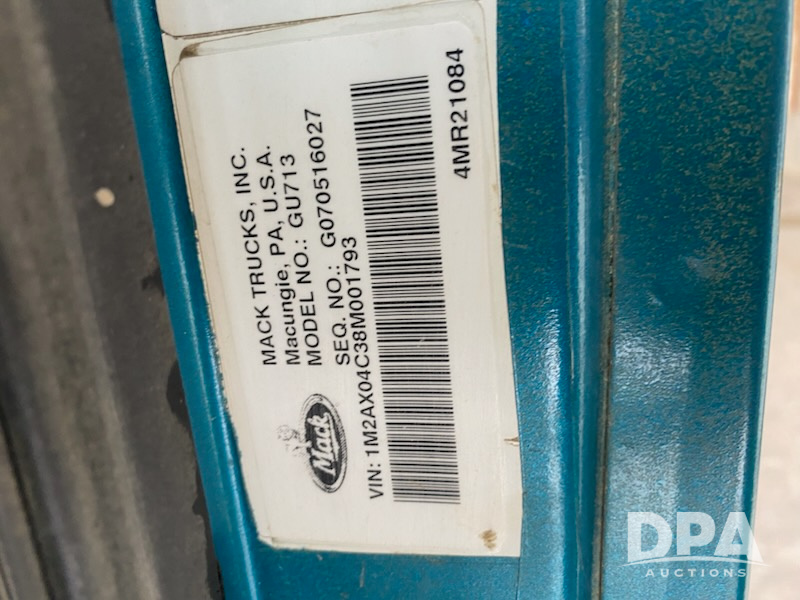 MACK TRUCKS, INC.
Macungie, PA, U.S.A.
MODEL NO.: GU713
SEQ. NO.: G070516027
Mack
VIN: 1M2AX04C38M001793
4MR21084
DPA
AUCTIONS